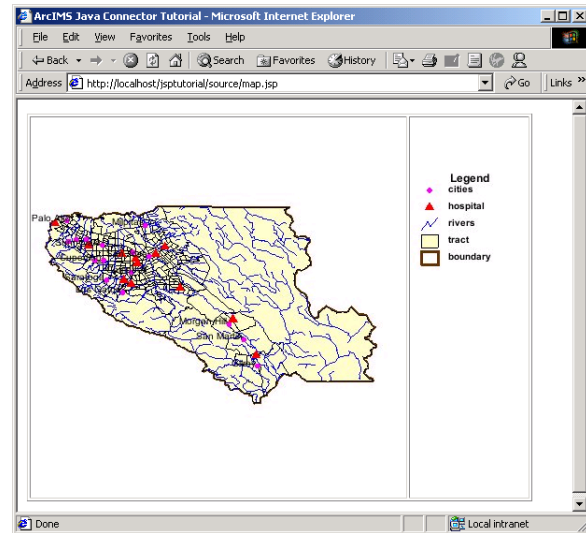 ArcIMS Java Connector Tutorial - Microsoft Internet Explorer
File Edit View Favorites Tools Help
Back Search Favorites History
Address http://localhost/jsptutorial/source/map.jsp Go Links »
Legend
cities
hospital
rivers
tract
boundary
Palo
Morgan Hill
San Martin
Done Local intranet